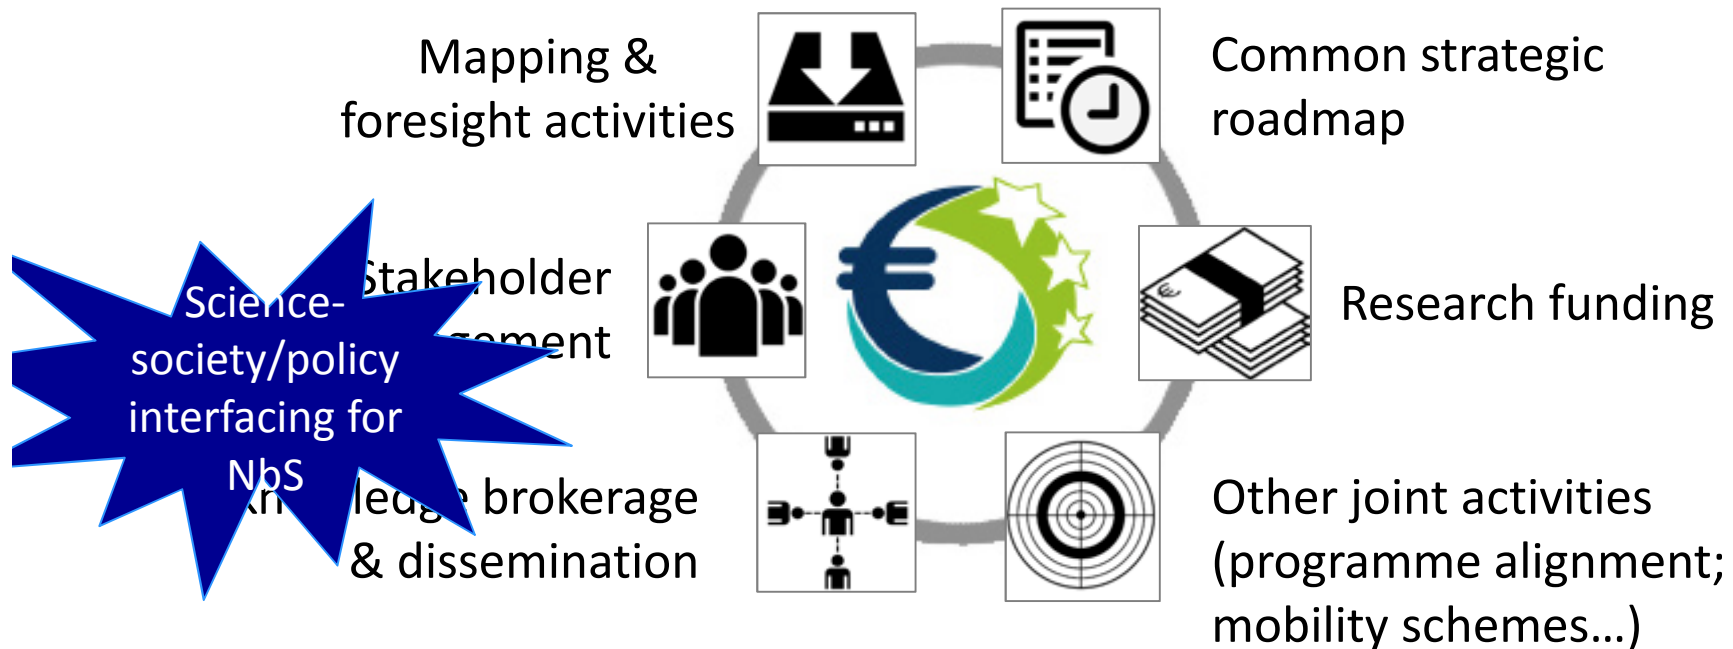 Mapping &
foresight activities
Common strategic
roadmap
Stakeholder
Research funding
Science-
society/policy
interfacing for
NbS
brokerage
& dissemination
Other joint activities
(programme alignment;
mobility schemes...)